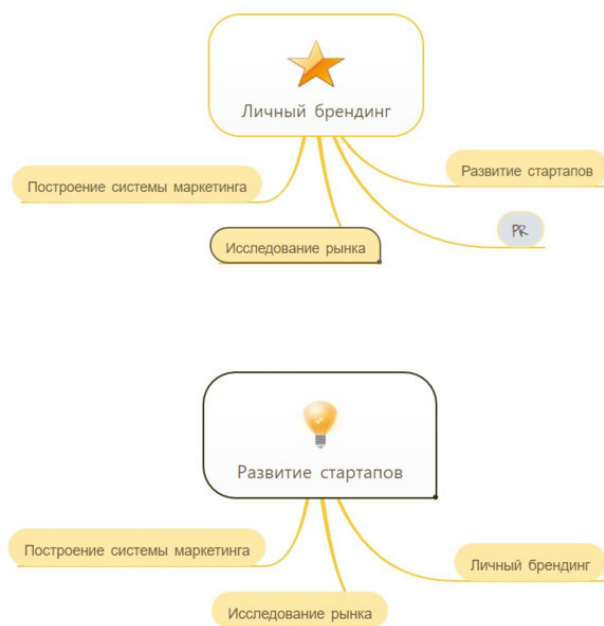 Личный брендинг
Построение системы маркетинга
Развитие стартапов
PR
Исследование рынка
Развитие стартапов
Построение системы маркетинга
Личный брендинг
Исследование рынка